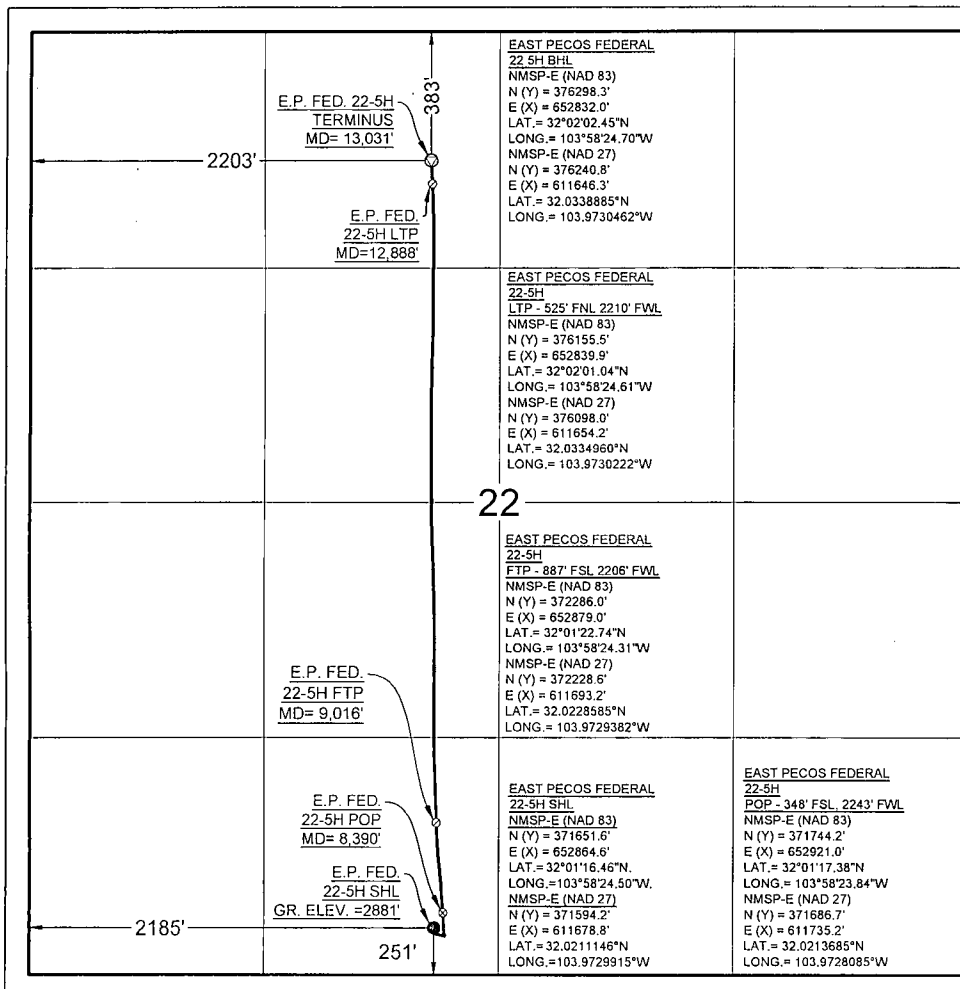 383'
E.P. FED. 22-5H
TERMINUS
MD= 13,031'
2203'
E.P. FED.
22-5H LTP
MD=12,888'
EAST PECOS FEDERAL
22 5H BHL
NMSP-E (NAD 83)
N (Y) = 376298.3'
E (X) = 652832.0'
LAT.= 32°02'02.45"N
LONG.= 103°58'24.70"W
NMSP-E (NAD 27)
N (Y) = 376240.8'
E (X) = 611646.3'
LAT.= 32.0338885°N
LONG.= 103.9730462°W
EAST PECOS FEDERAL
22-5H
LTP - 525' FNL 2210' FWL
NMSP-E (NAD 83)
N (Y) = 376155.5'
E (X) = 652839.9'
LAT.= 32°02'01.04"N
LONG.= 103°58'24.61"W
NMSP-E (NAD 27)
N (Y) = 376098.0'
E (X) = 611654.2'
LAT.= 32.0334960°N
LONG.= 103.9730222°W
22
EAST PECOS FEDERAL
22-5H
FTP - 887' FSL 2206' FWL
NMSP-E (NAD 83)
N (Y) = 372286.0'
E (X) = 652879.0'
LAT.= 32°01'22.74"N
LONG.= 103°58'24.31"W
NMSP-E (NAD 27)
N (Y) = 372228.6'
E (X) = 611693.2'
LAT.= 32.0228585°N
LONG.= 103.9729382°W
E.P. FED.
22-5H FTP
MD= 9,016'
E.P. FED.
22-5H POP
MD= 8,390'
E.P. FED.
22-5H SHL
GR. ELEV. =2881'
2185'
251'
EAST PECOS FEDERAL
22-5H SHL
NMSP-E (NAD 83)
N (Y) = 371651.6'
E (X) = 652864.6'
LAT.= 32°01'16.46"N.
LONG.=103°58'24.50"W.
NMSP-E (NAD 27)
N (Y) = 371594.2'
E (X) = 611678.8'
LAT.= 32.0211146°N
LONG.=103.9729915°W
EAST PECOS FEDERAL
22-5H
POP - 348' FSL, 2243' FWL
NMSP-E (NAD 83)
N (Y) = 371744.2'
E (X) = 652921.0'
LAT.= 32°01'17.38"N
LONG.= 103°58'23.84"W
NMSP-E (NAD 27)
N (Y) = 371686.7'
E (X) = 611735.2'
LAT.= 32.0213685°N
LONG.= 103.9728085°W